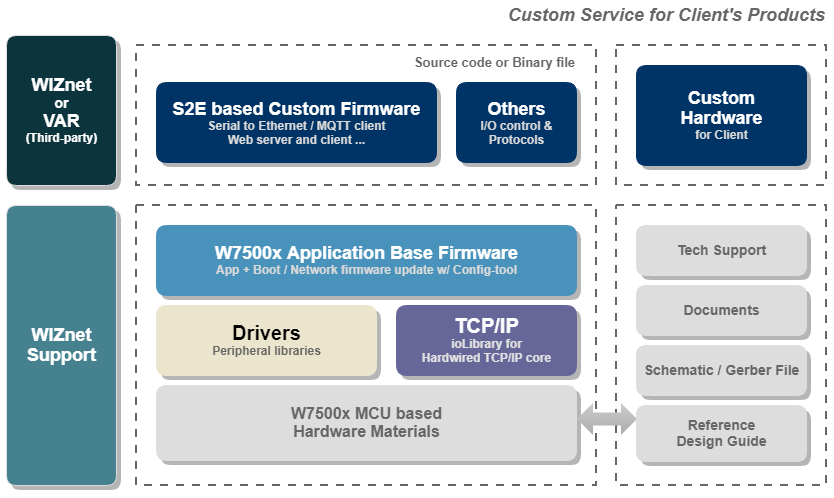 Custom Service for Client's Products
WIZnet
or
VAR
(Third-party)
Source code or Binary file
S2E based Custom Firmware
Serial to Ethernet / MQTT client
Web server and client ...
Others
I/O control &
Protocols
Custom
Hardware
for Client
WIZnet
Support
W7500x Application Base Firmware
App + Boot / Network firmware update w/ Config-tool
Drivers
Peripheral libraries
TCP/IP
ioLibrary for
Hardwired TCP/IP core
W7500x MCU based
Hardware Materials
Tech Support
Documents
Schematic / Gerber File
Reference
Design Guide